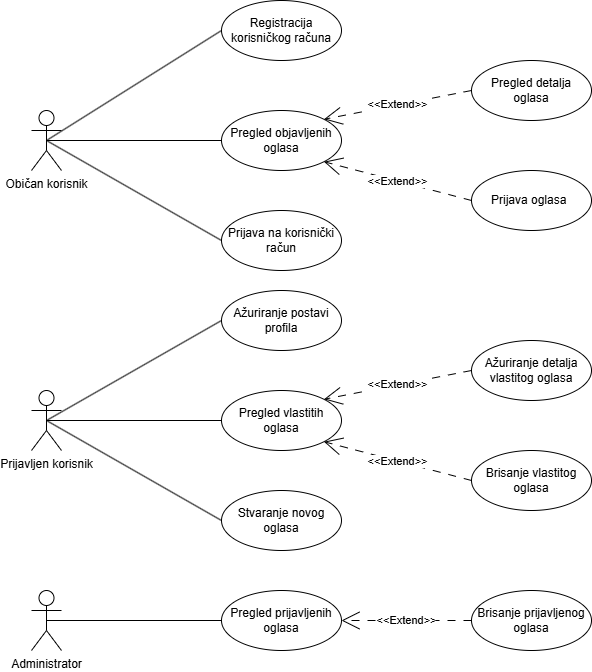 Registracija
korisničkog računa
Pregled detalja
oglasa
<<Extend>>
Pregled objavljenih
oglasa
Običan korisnik
<<Extend>>
Prijava oglasa
Prijava na korisnički
račun
Ažuriranje postavi
profila
Ažuriranje detalja
vlastitog oglasa
<<Extend>>
Pregled vlastitih
oglasa
Prijavljen korisnik
<<Extend>>
Brisanje vlastitog
oglasa
Stvaranje novog
oglasa
Pregled prijavljenih
oglasa
<<Extend>>
Brisanje prijavljenog
oglasa
Administrator